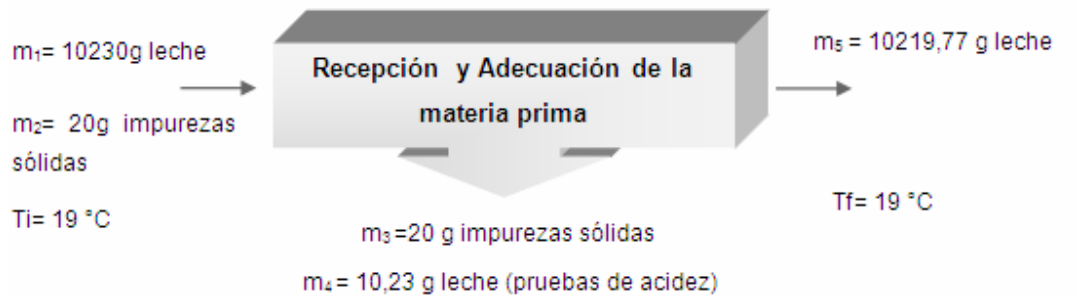 m₁= 10230g leche
m₂= 20g impurezas
sólidas
Ti= 19 °C
Recepción y Adecuación de la
materia prima
m₅ = 10219,77 g leche
Tf= 19 °C
m₃ =20 g impurezas sólidas
m₄ = 10,23 g leche (pruebas de acidez)